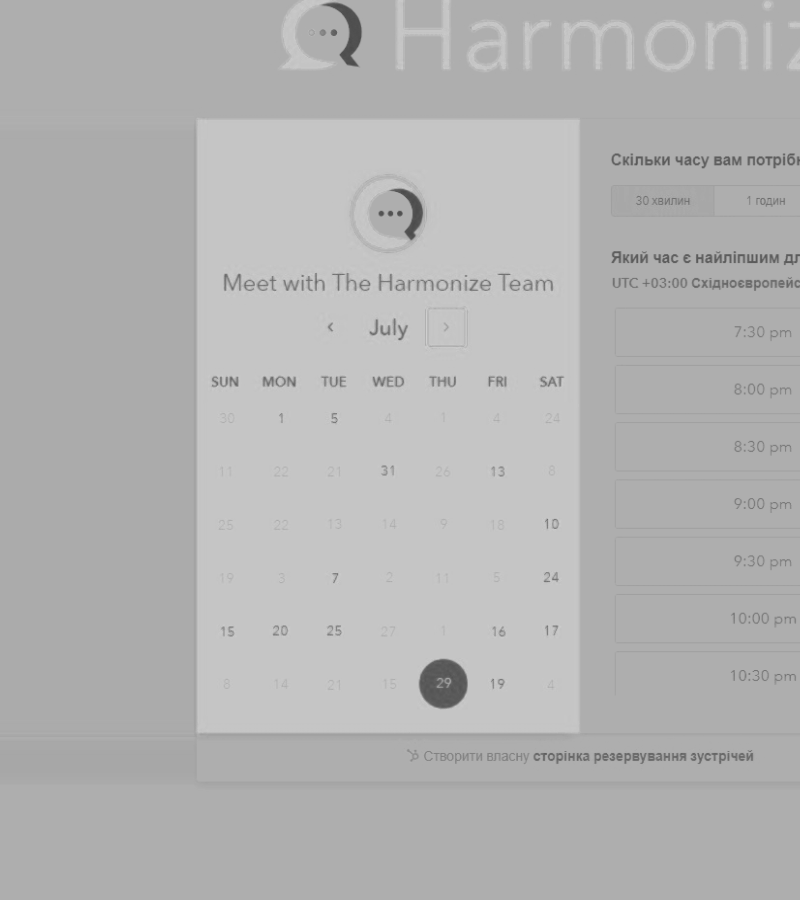 Harmoniz
Meet with The Harmonize Team
‹ July ›
SUN MON TUE WED THU FRI SAT
30 1 5 4 1 4 24
11 22 21 31 26 13 8
25 22 13 14 9 18 10
19 3 7 2 11 5 24
15 20 25 27 1 16 17
8 14 21 15 29 19 4
Скільки часу вам потрібн
30 хвилин 1 годин
Який час є найліпшим дл
UTC +03:00 Східноєвропейс
7:30 pm
8:00 pm
8:30 pm
9:00 pm
9:30 pm
10:00 pm
10:30 pm
Створити власну сторінка резервування зустрічей